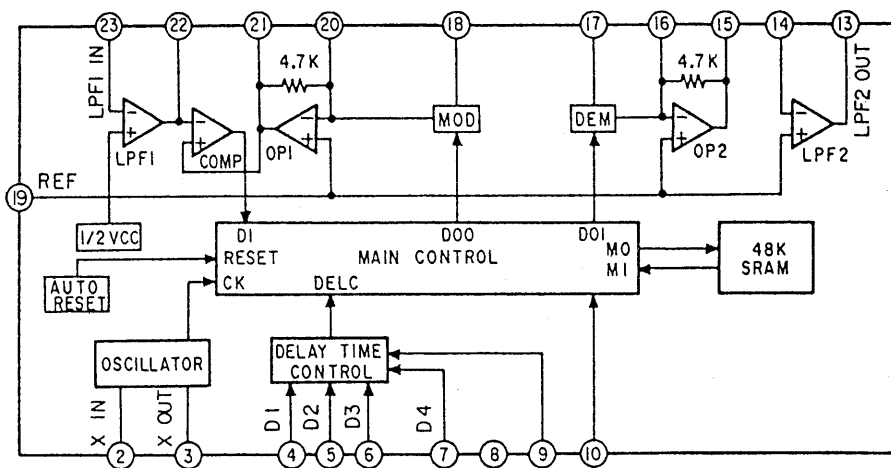 23 22 21 20 18 17 16 15 14 13
LPF1 IN
4.7K
4.7K
LPF2 OUT
MOD
DEM
LPF1
COMP
OP1
OP2
LPF2
19
REF
1/2 VCC
D1
D00
D01
RESET
MAIN CONTROL
MO
MI
CK
DELC
48K
SRAM
AUTO
RESET
OSCILLATOR
DELAY TIME
CONTROL
X IN
X OUT
D1
D2
D3
D4
2 3 4 5 6 7 8 9 10